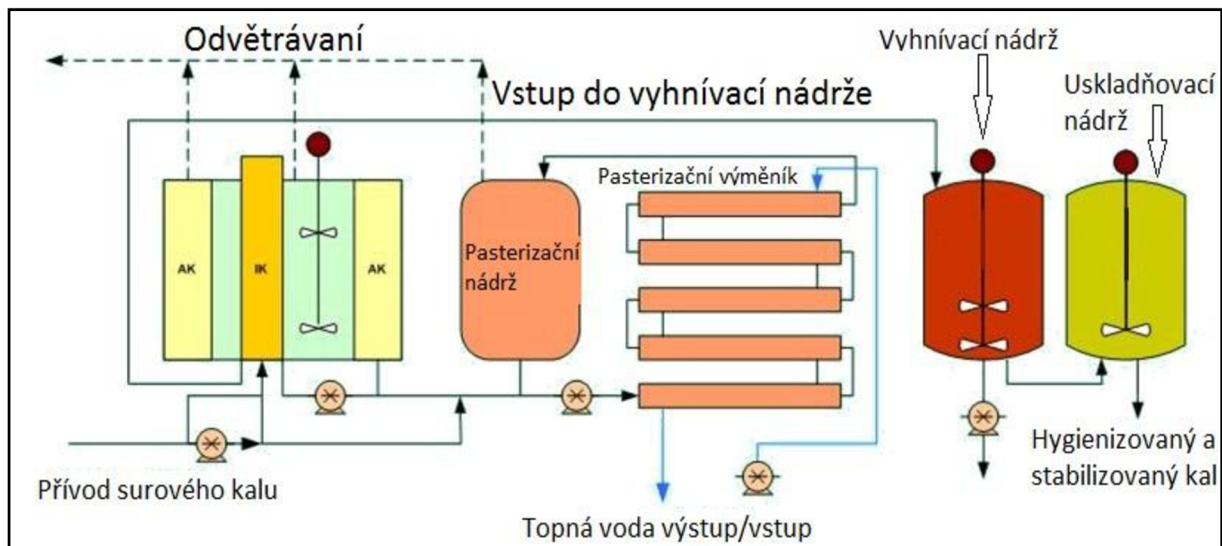 Odvětrávaní
Vyhnívací nádrž
Vstup do vyhnívací nádrže
Uskladňovací
nádrž
Pasterizační výměník
AK
IK
AK
Pasterizační
nádrž
Přívod surového kalu
Hygienizovaný a
stabilizovaný kal
Topná voda výstup/vstup